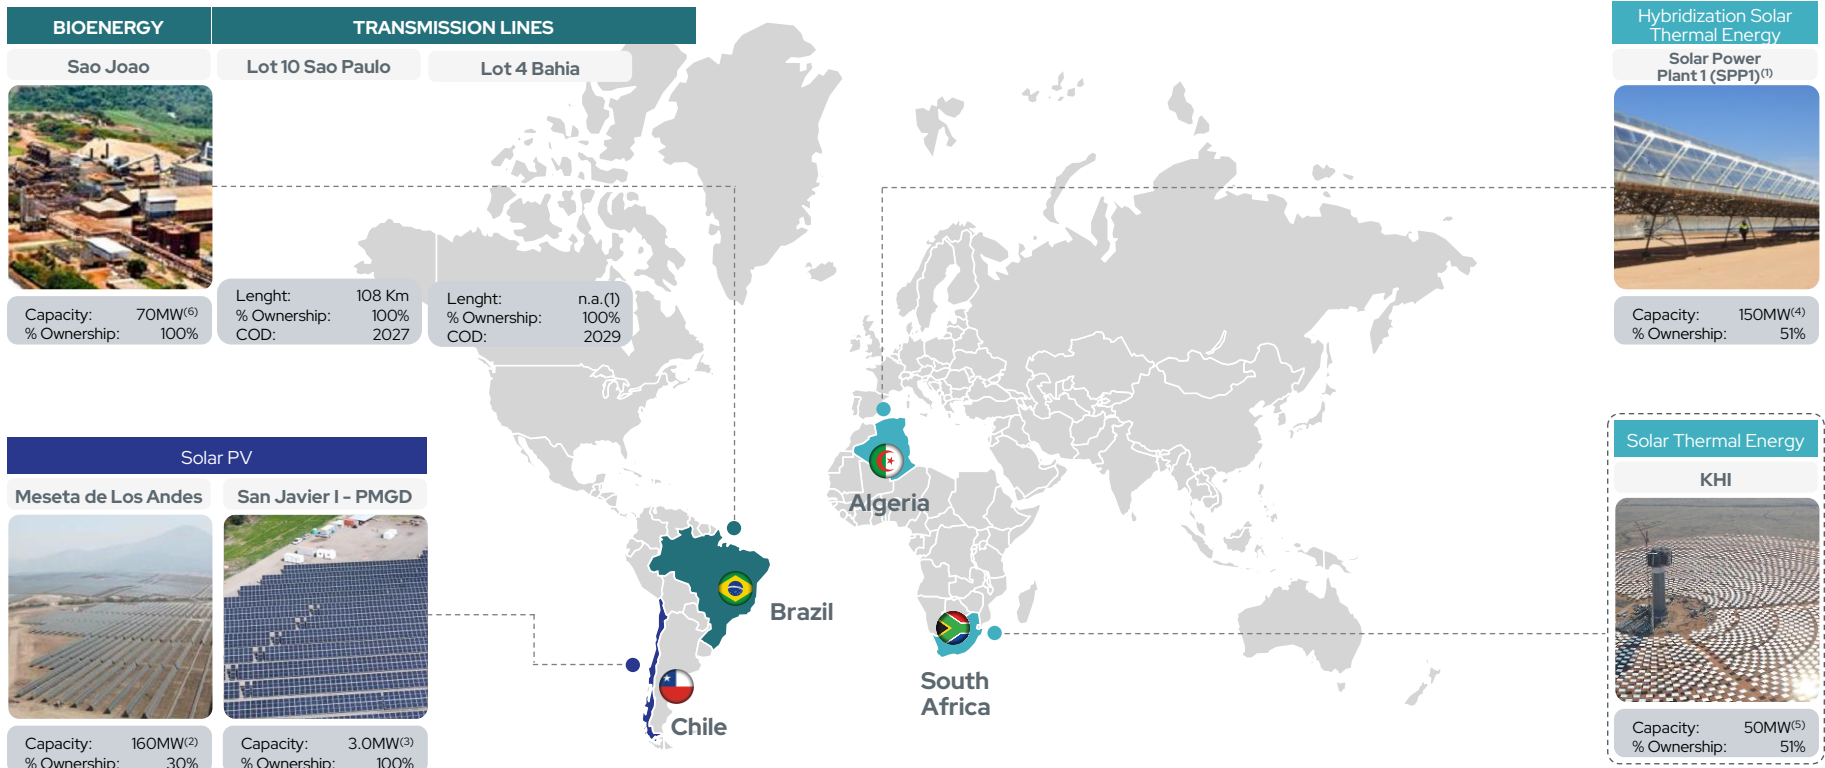 BIOENERGY
TRANSMISSION LINES
Sao Joao
Lot 10 Sao Paulo
Lot 4 Bahia
Capacity: 70MW(6)
% Ownership: 100%
Lenght: 108 Km
% Ownership: 100%
COD: 2027
Lenght: n.a.(1)
% Ownership: 100%
COD: 2029
Hybridization Solar
Thermal Energy
Solar Power
Plant 1 (SPP1)(1)
Capacity: 150MW(4)
% Ownership: 51%
Solar PV
Meseta de Los Andes
San Javier I - PMGD
Capacity: 160MW(2)
% Ownership: 30%
Capacity: 3.0MW(3)
% Ownership: 100%
Algeria
Brazil
South
Africa
Chile
Solar Thermal Energy
KHI
Capacity: 50MW(5)
% Ownership: 51%